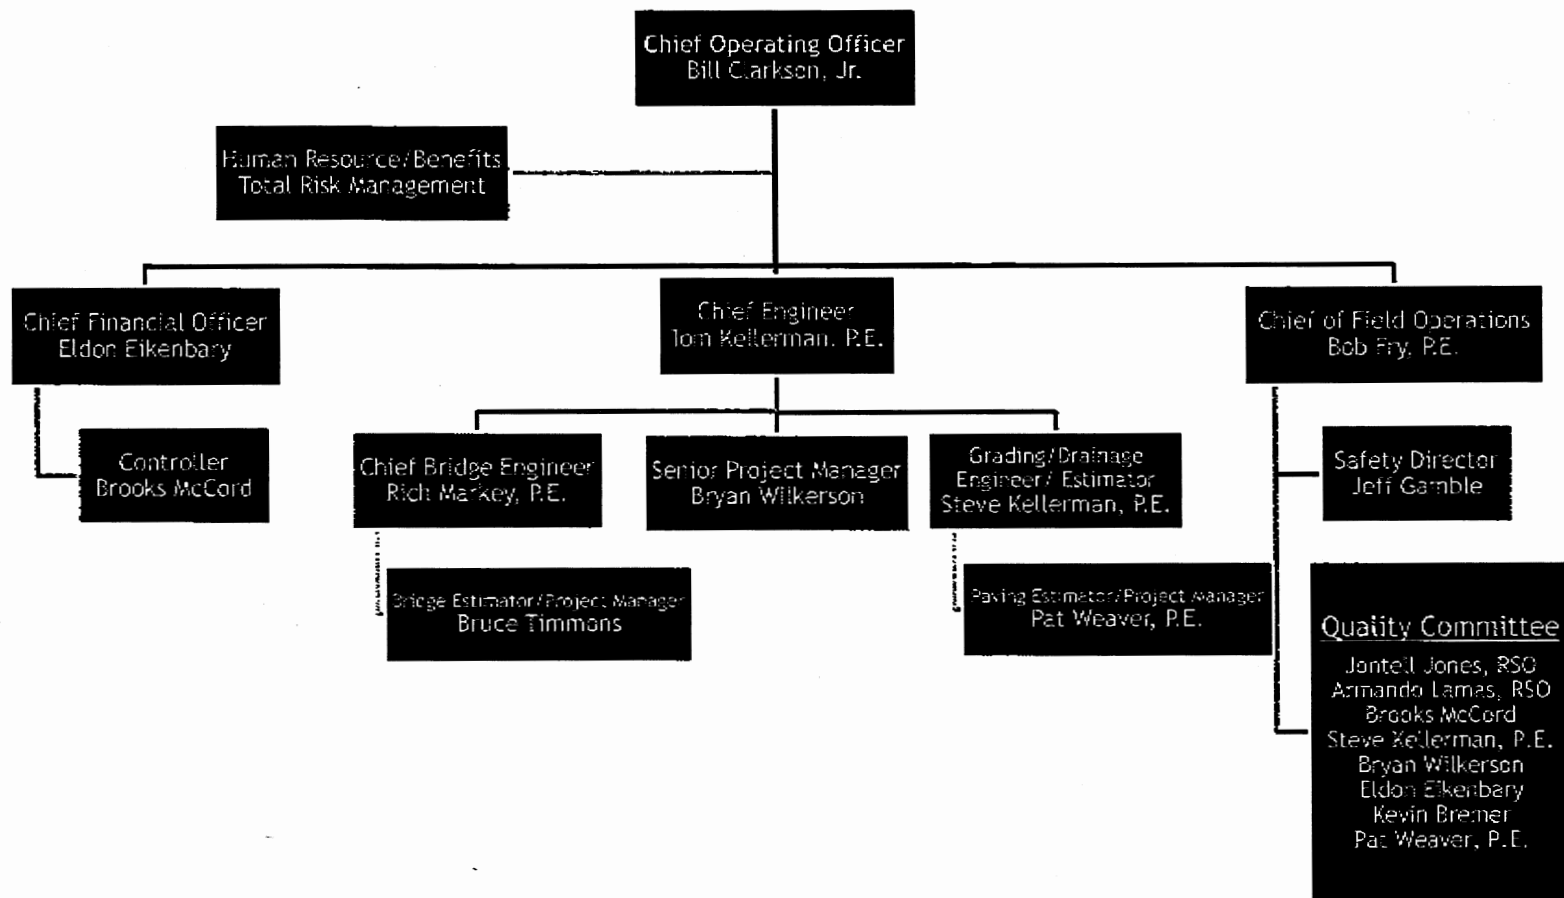 Chief Operating Officer
Bill Clarkson, Jr.
Human Resource/Benefits
Total Risk Management
Chief Financial Officer
Eldon Eikenbary
Chief Engineer
Tom Kellerman, P.E.
Chief of Field Operations
Bob Fry, P.E.
Controller
Brooks McCord
Chief Bridge Engineer
Rich Markey, P.E.
Senior Project Manager
Bryan Wilkerson
Grading/Drainage
Engineer/ Estimator
Steve Kellerman, P.E.
Safety Director
Jeff Gamble
Bridge Estimator/Project Manager
Bruce Timmons
Paving Estimator/Project Manager
Pat Weaver, P.E.
Quality Committee
Jontell Jones, RSO
Armando Lamas, RSO
Brooks McCord
Steve Kellerman, P.E.
Bryan Wilkerson
Eldon Eikenbary
Kevin Bremer
Pat Weaver, P.E.